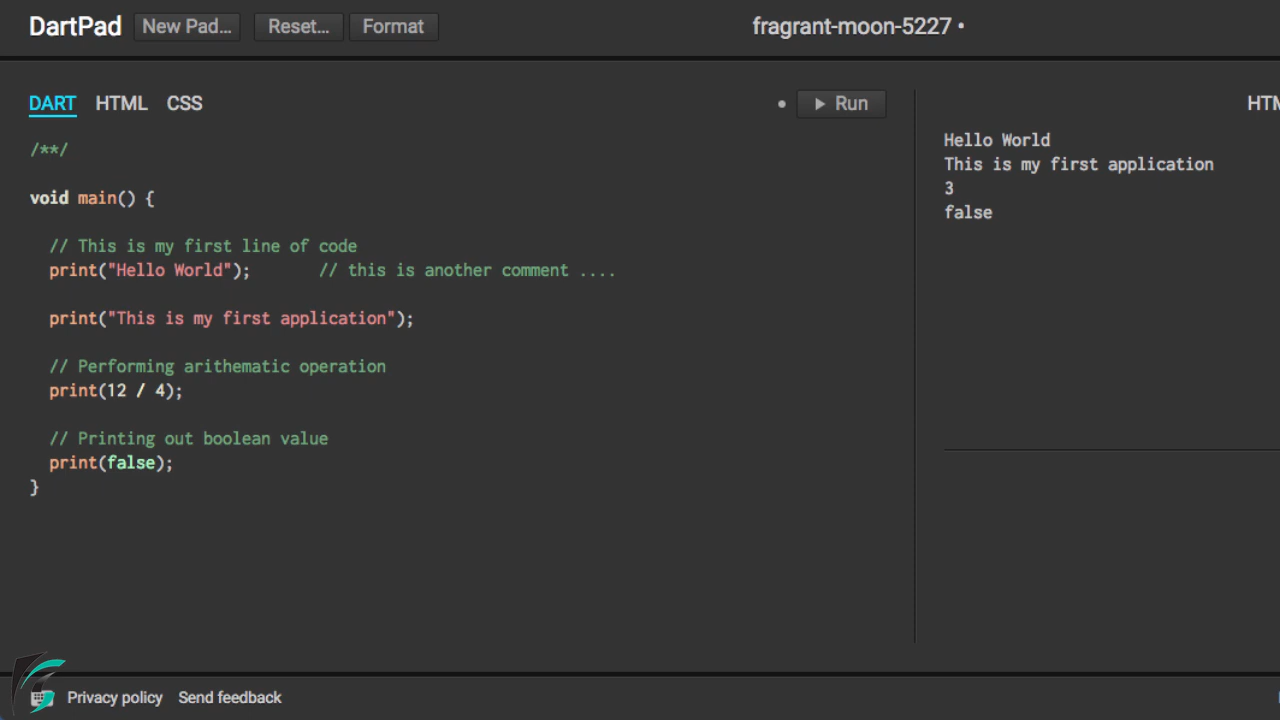 DartPad New Pad... Reset... Format fragrant-moon-5227 •
DART HTML CSS Run
/**/
void main() {
// This is my first line of code
print("Hello World"); // this is another comment ....
print("This is my first application");
// Performing arithematic operation
print(12 / 4);
// Printing out boolean value
print(false);
}
HTM
Hello World
This is my first application
3
false
Privacy policy Send feedback